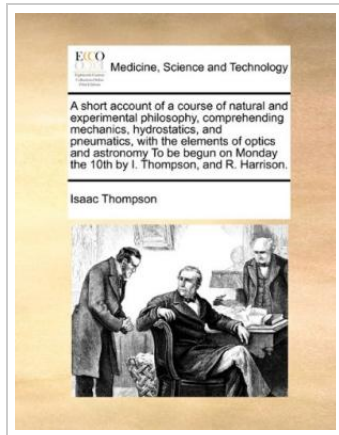 ECCO
Medicine, Science and Technology
A short account of a course of natural and
experimental philosophy, comprehending
mechanics, hydrostatics, and
pneumatics, with the elements of optics
and astronomy To be begun on Monday
the 10th by I. Thompson, and R. Harrison.
Isaac Thompson